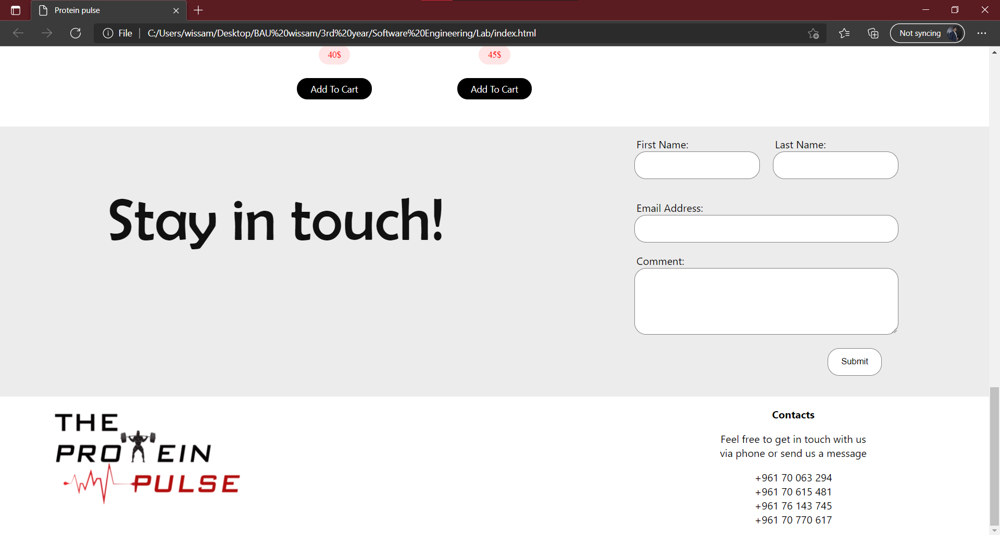 Protein pulse
File
C:/Users/wissam/Desktop/BAU%20wissam/3rd%20year/Software%20Engineering/Lab/index.html
Not syncing
40$ 45$
Add To Cart Add To Cart
First Name: Last Name:
Stay in touch!
Email Address:
Comment:
Submit
THE
PROTEIN
PULSE
Contacts
Feel free to get in touch with us
via phone or send us a message
+961 70 063 294
+961 70 615 481
+961 76 143 745
+961 70 770 617